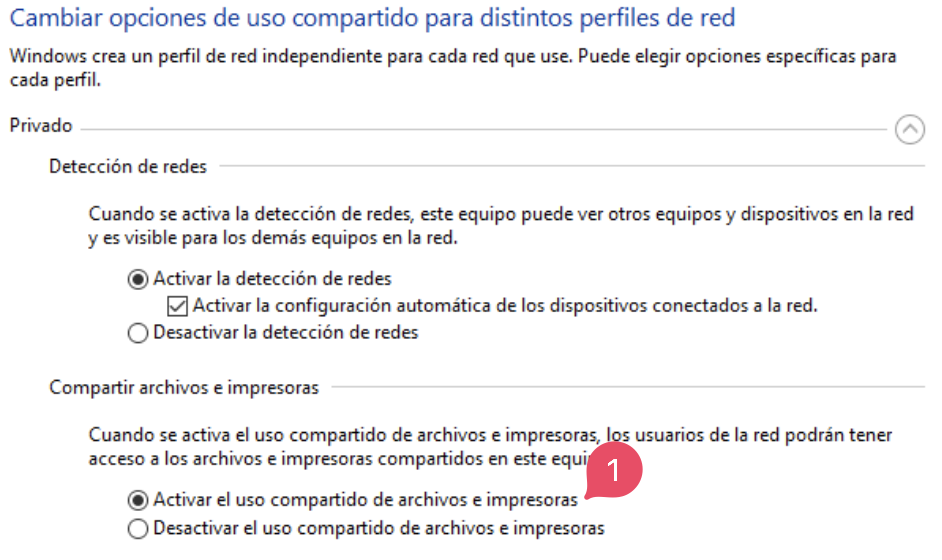 Cambiar opciones de uso compartido para distintos perfiles de red
Windows crea un perfil de red independiente para cada red que use. Puede elegir opciones específicas para
cada perfil.
Privado
Detección de redes
Cuando se activa la detección de redes, este equipo puede ver otros equipos y dispositivos en la red
y es visible para los demás equipos en la red.
Activar la detección de redes
Activar la configuración automática de los dispositivos conectados a la red.
Desactivar la detección de redes
Compartir archivos e impresoras
Cuando se activa el uso compartido de archivos e impresoras, los usuarios de la red podrán tener
acceso a los archivos e impresoras compartidos en este
1
Activar el uso compartido de archivos e impresoras
Desactivar el uso compartido de archivos e impresoras